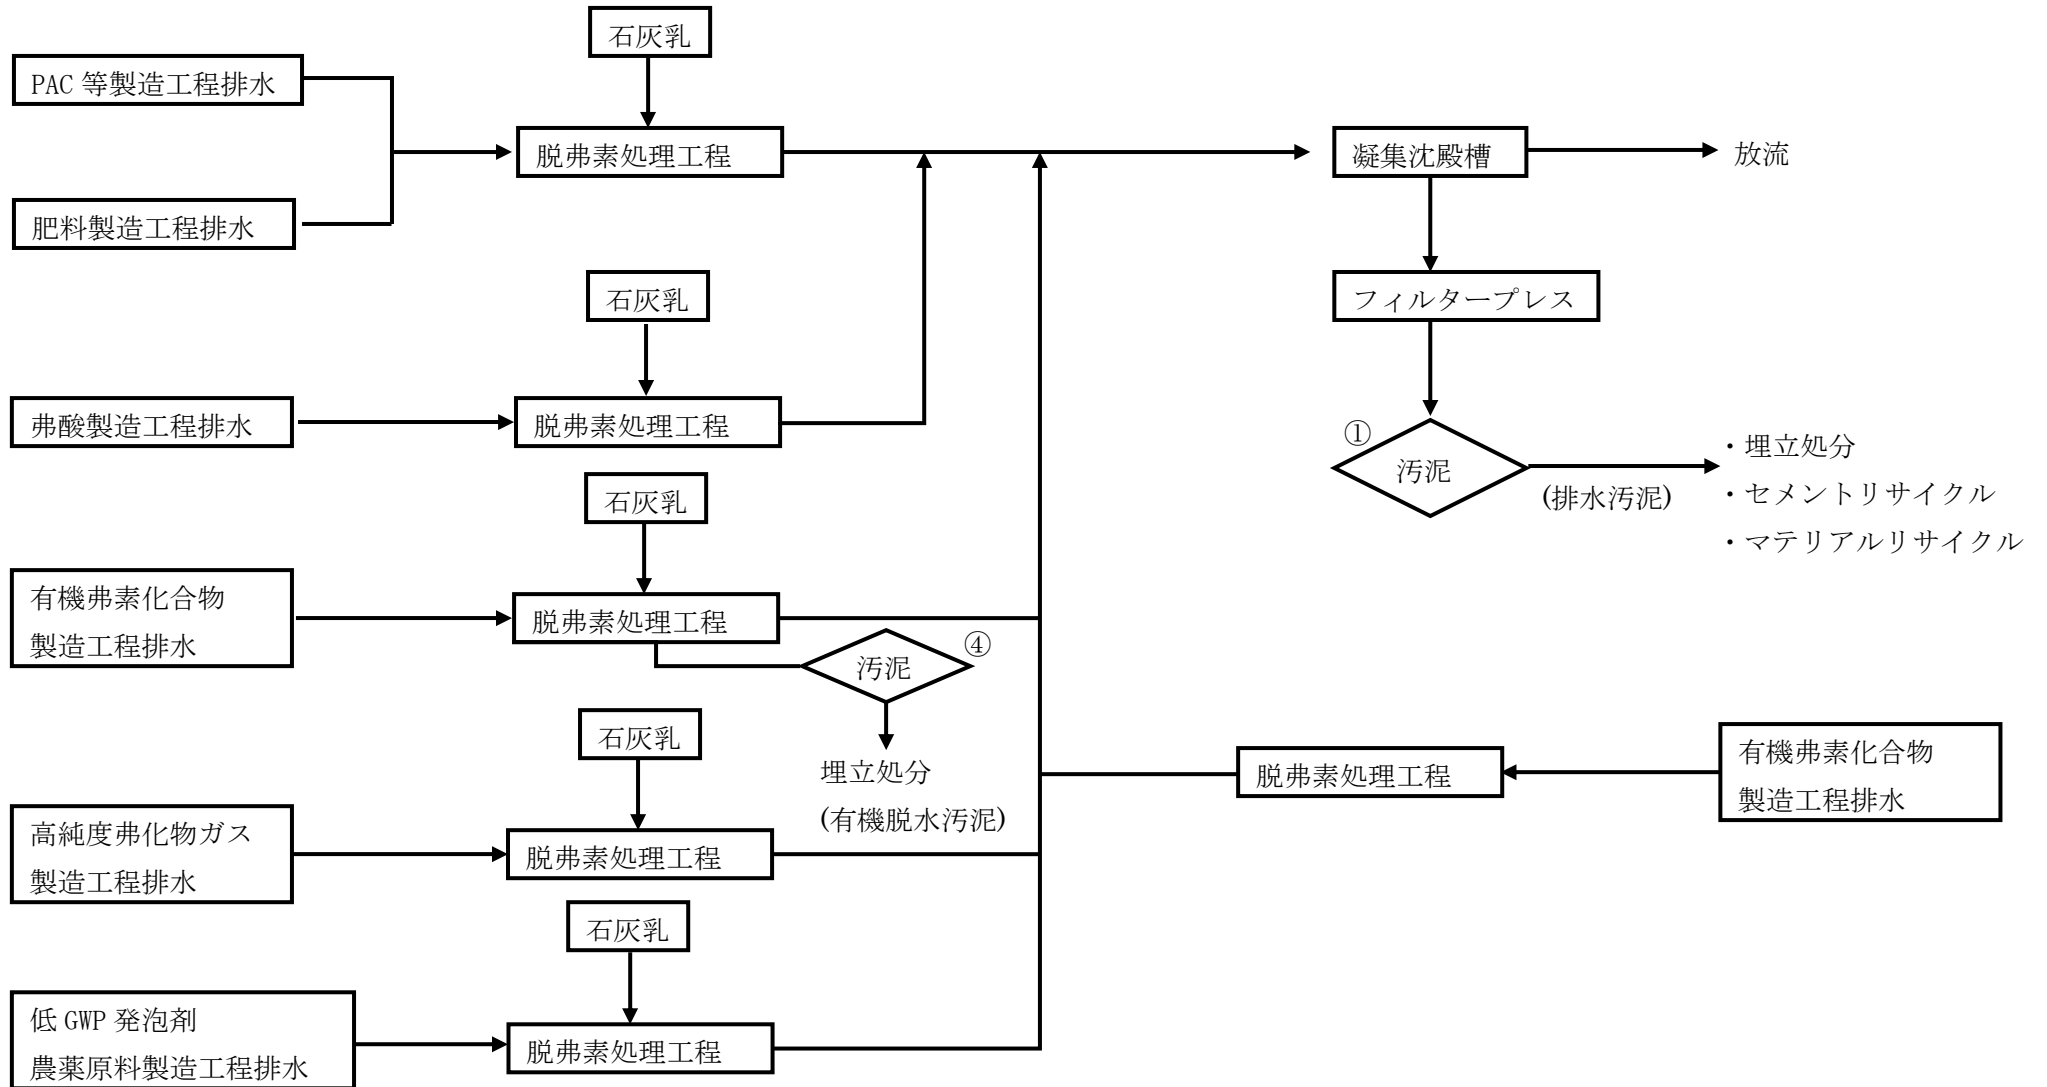 石灰乳
PAC 等製造工程排水
脱弗素処理工程
凝集沈殿槽
放流
肥料製造工程排水
石灰乳
フィルタープレス
弗酸製造工程排水
脱弗素処理工程
①
汚泥
(排水汚泥)
・埋立処分
・セメントリサイクル
・マテリアルリサイクル
石灰乳
有機弗素化合物
製造工程排水
脱弗素処理工程
汚泥
④
埋立処分
(有機脱水汚泥)
石灰乳
脱弗素処理工程
有機弗素化合物
製造工程排水
高純度弗化物ガス
製造工程排水
脱弗素処理工程
石灰乳
低 GWP 発泡剤
農薬原料製造工程排水
脱弗素処理工程